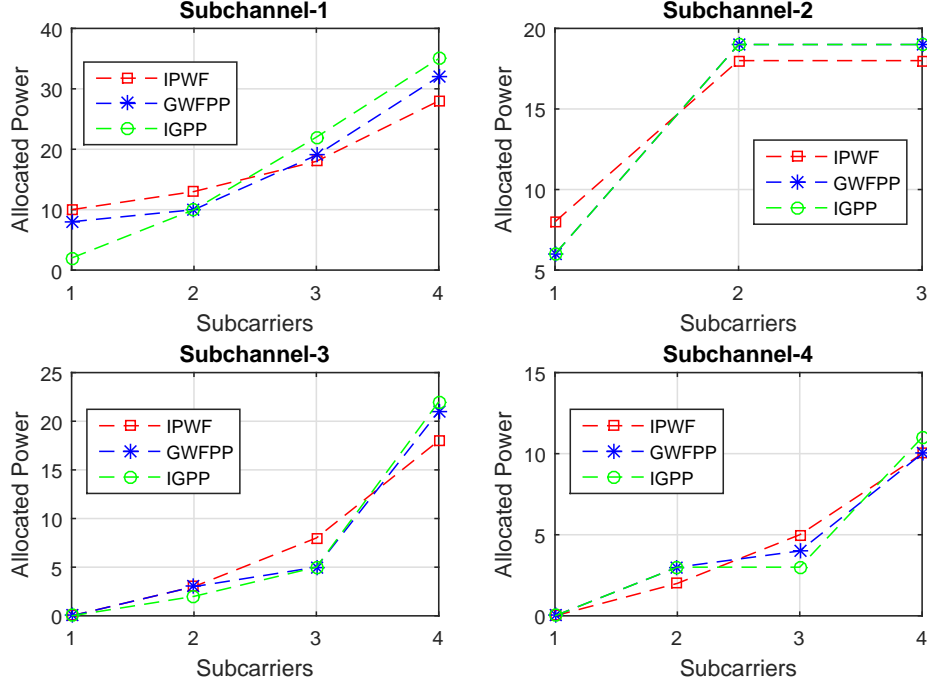 Subchannel-1
Allocated Power
40
30
20
10
0
IPWF
GWFPP
IGPP
1 2 3 4
Subcarriers
Subchannel-2
Allocated Power
20
15
10
5
IPWF
GWFPP
IGPP
1 2 3
Subcarriers
Subchannel-3
Allocated Power
25
20
15
10
5
0
IPWF
GWFPP
IGPP
1 2 3 4
Subcarriers
Subchannel-4
Allocated Power
15
10
5
0
IPWF
GWFPP
IGPP
1 2 3 4
Subcarriers